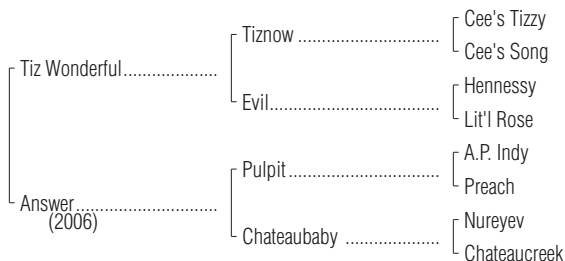 Cee's Tizzy
Tiznow
Cee's Song
Tiz Wonderful
Hennessy
Evil
Lit'l Rose
A.P. Indy
Pulpit
Preach
Answer
(2006)
Nureyev
Chateaubaby
Chateaucreek